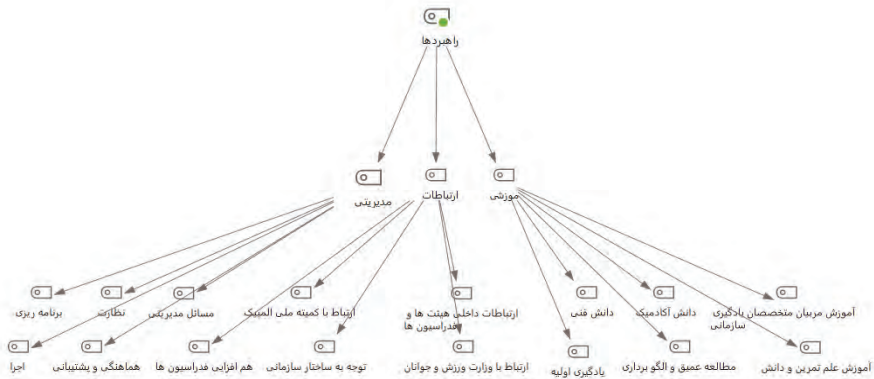 راهبردها
موزشی
ارتباطات
مدیریتی
آموزش مربیان متخصصان یادگیری
سازمانی
دانش آکادمیک
دانش فنی
ارتباطات داخلی هیئت ها و
فدراسیون ها
ارتباط با کمیته ملی المپیک
مسائل مدیریتی
نظارت
برنامه ریزی
آموزش علم تمرین و دانش
مطالعه عمیق و الگو برداری
یادگیری اولیه
ارتباط با وزارت ورزش و جوانان
توجه به ساختار سازمانی
هم افزایی فدراسیون ها
هماهنگی و پشتیبانی
اجرا